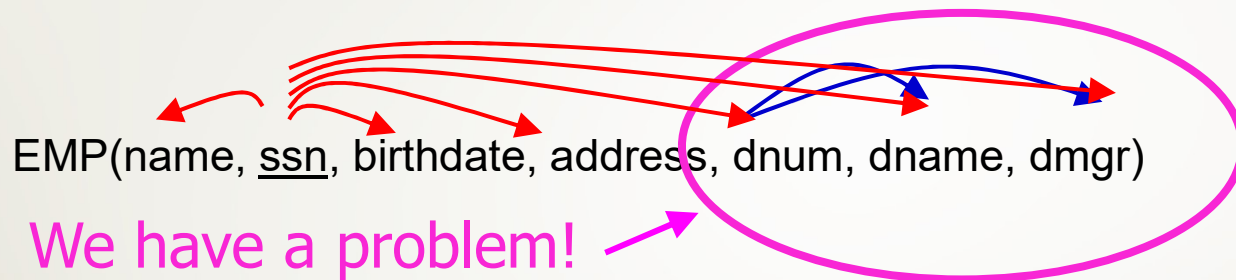 EMP(name, ssn, birthdate, address, dnum, dname, dmgr)
We have a problem!